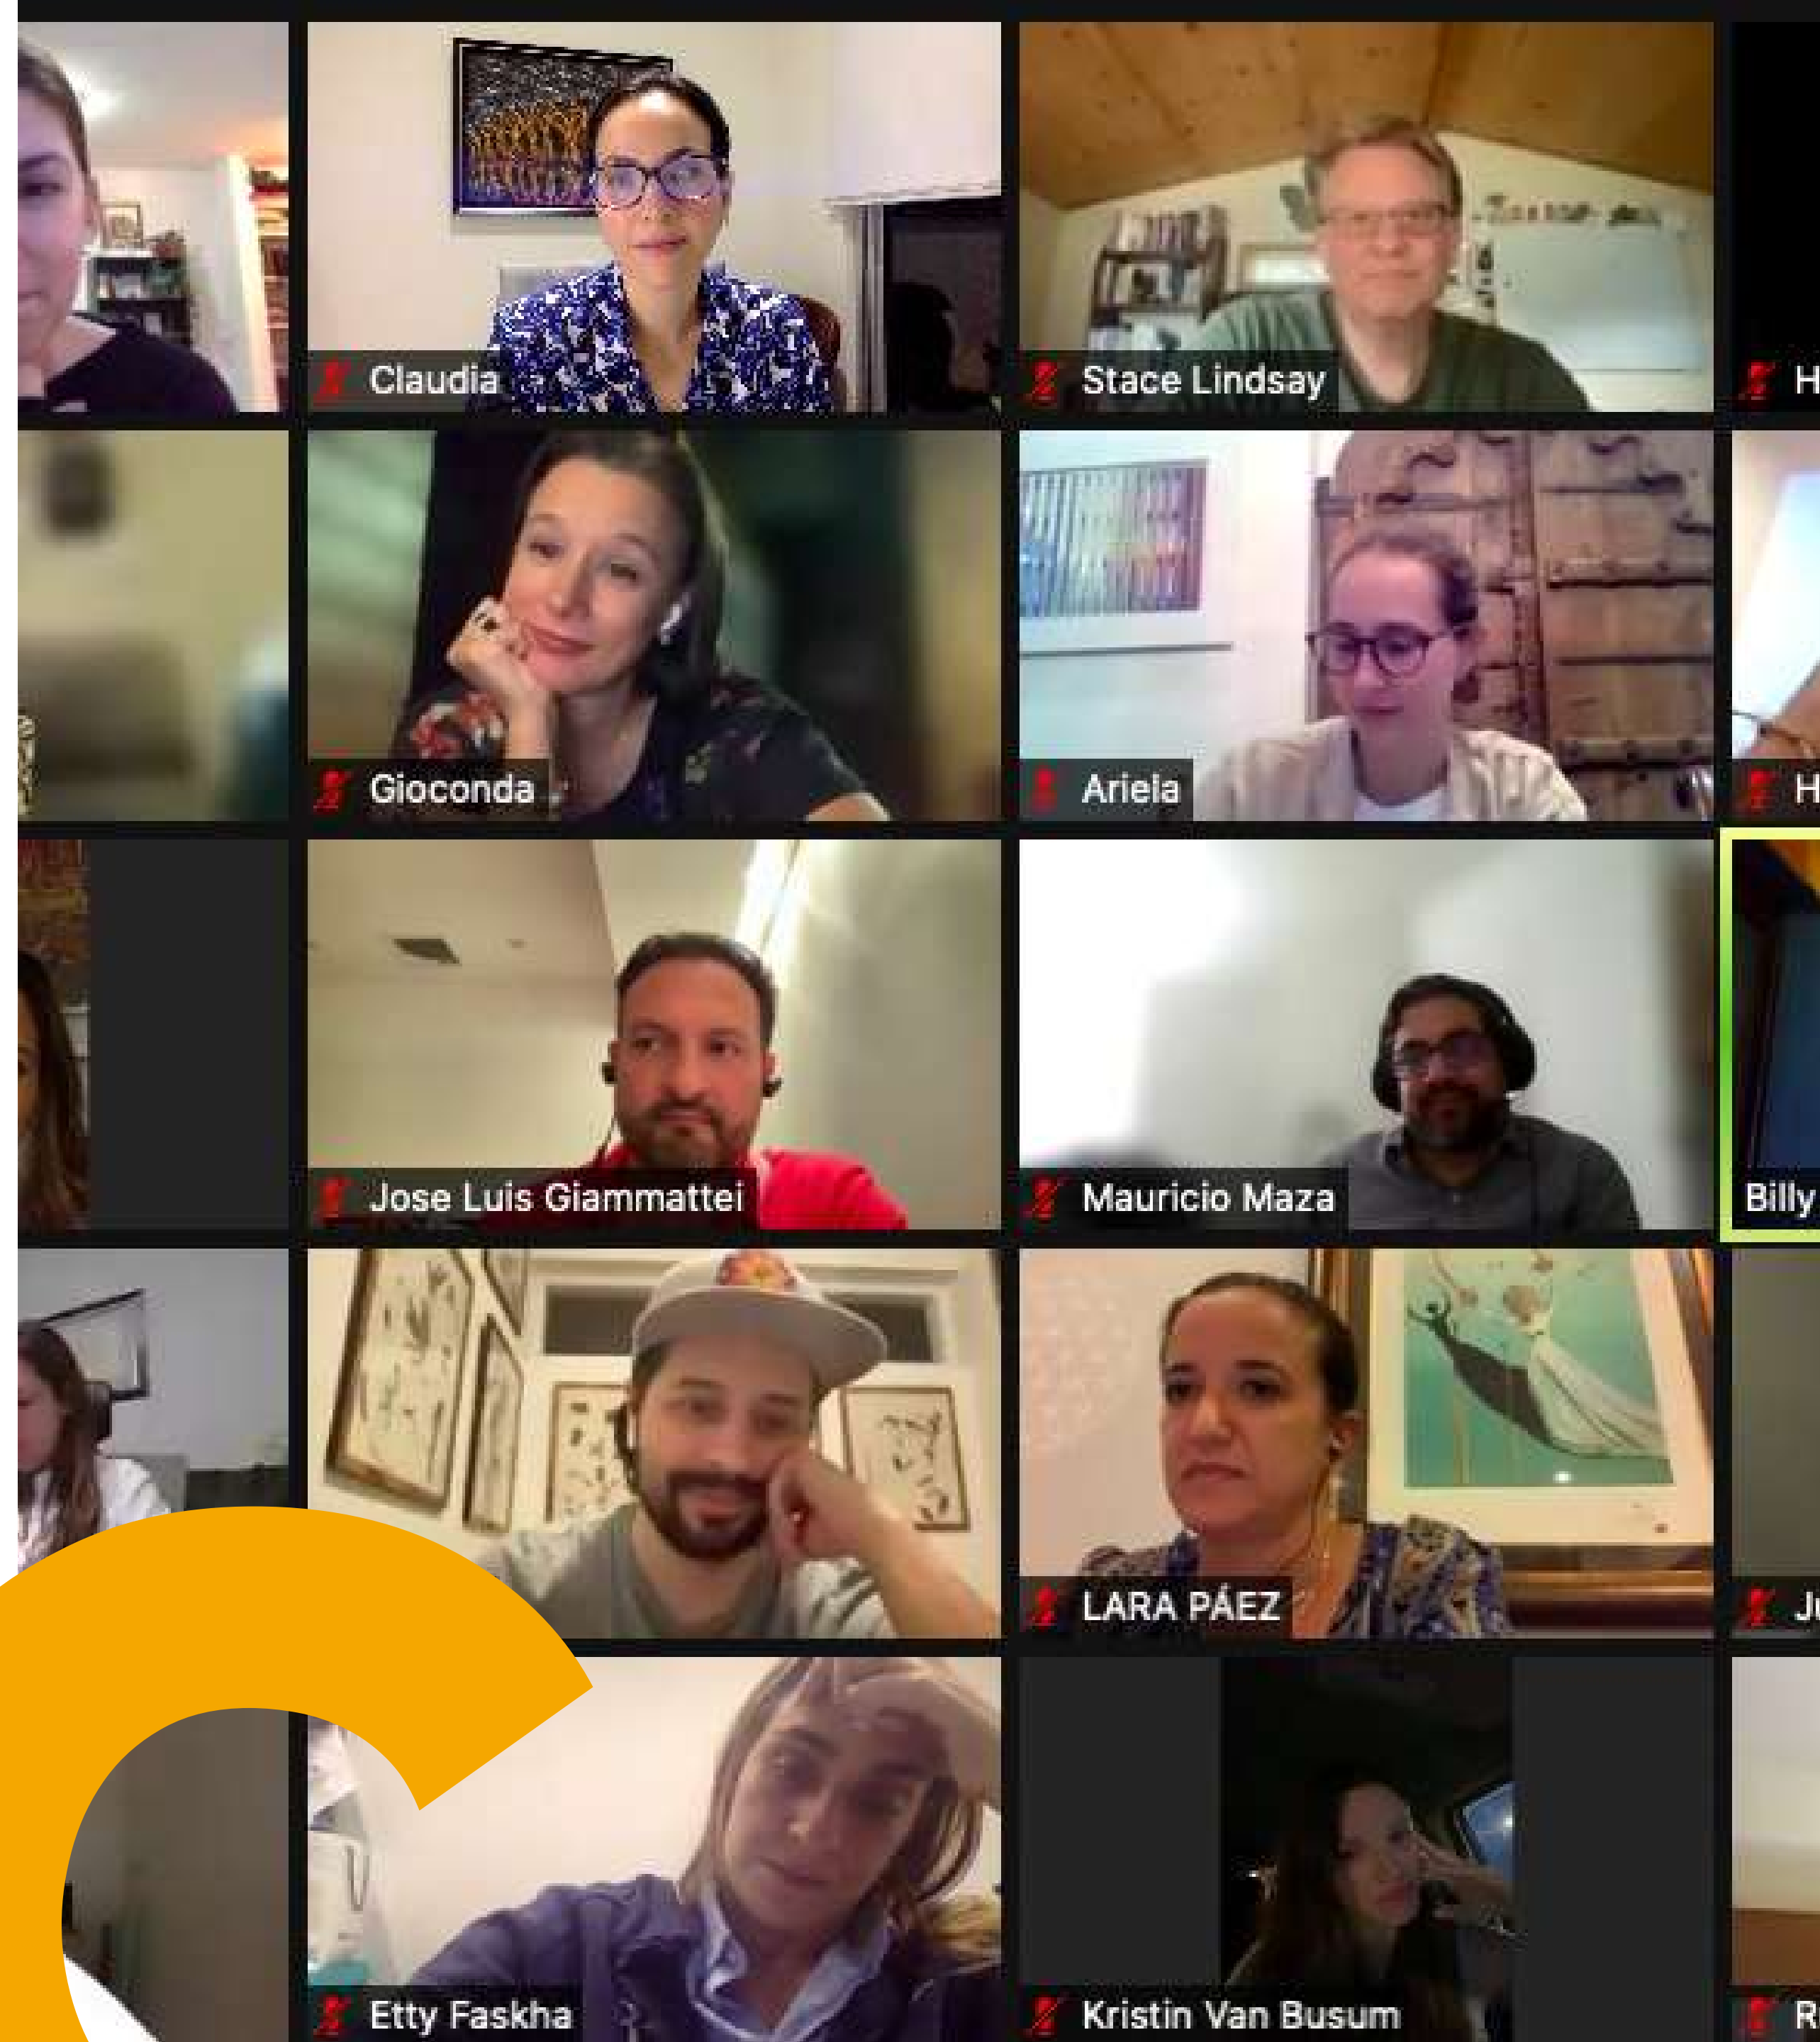 Claudia
Stace Lindsay
H
Gioconda
Ariela
H
Jose Luis Giammattei
Mauricio Maza
Billy
LARA PÁEZ
Etty Faskha
Kristin Van Busum